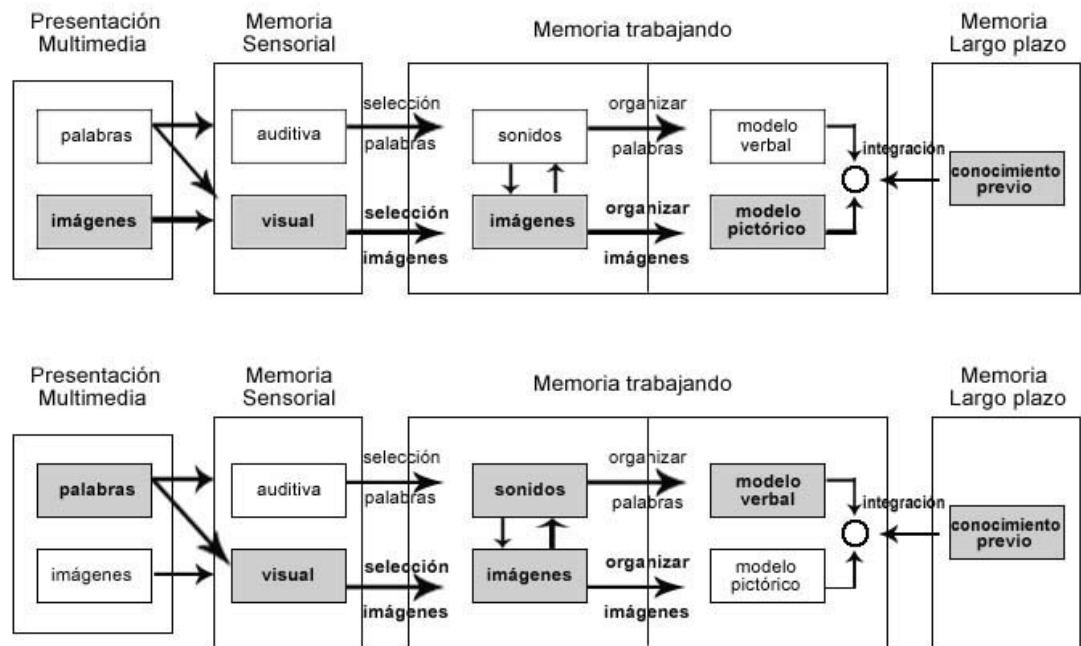 Presentación
Multimedia
Memoria
Sensorial
Memoria trabajando
Memoria
Largo plazo
palabras
auditiva
selección
palabras
sonidos
organizar
palabras
modelo
verbal
integración
conocimiento
previo
imágenes
visual
selección
imágenes
imágenes
organizar
imágenes
modelo
pictórico
Presentación
Multimedia
Memoria
Sensorial
Memoria trabajando
Memoria
Largo plazo
palabras
auditiva
selección
palabras
sonidos
organizar
palabras
modelo
verbal
integración
conocimiento
previo
imágenes
visual
selección
imágenes
imágenes
organizar
imágenes
modelo
pictórico